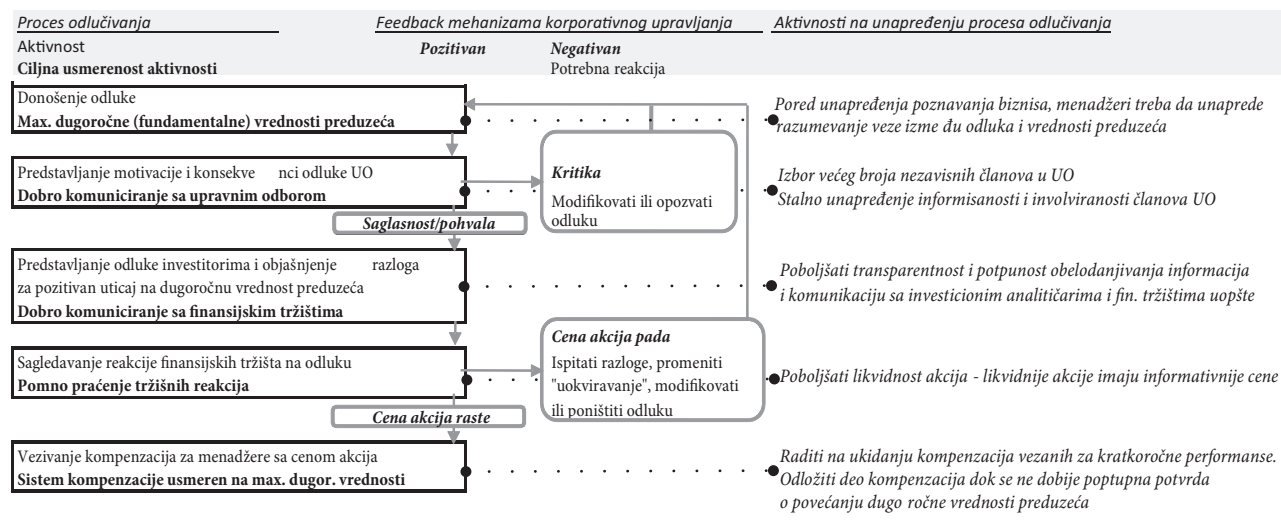 Proces odlučivanja
Feedback mehanizama korporativnog upravljanja
Aktivnosti na unapređenju procesa odlučivanja
Aktivnost
Pozitivan
Negativan
Ciljna usmerenost aktivnosti
Potrebna reakcija
Donošenje odluke
Max. dugoročne (fundamentalne) vrednosti preduzeća
Pored unapređenja poznavanja biznisa, menadžeri treba da unaprede
razumevanje veze izme đu odluka i vrednosti preduzeća
Predstavljanje motivacije i konsekve nci odluke UO
Dobro komuniciranje sa upravnim odborom
Kritika
Modifikovati ili opozvati
odluku
Izbor većeg broja nezavisnih članova u UO
Stalno unapređenje informisanosti i involviranosti članova UO
Saglasnost/pohvala
Predstavljanje odluke investitorima i objašnjenje razloga
za pozitivan uticaj na dugoročnu vrednost preduzeća
Dobro komuniciranje sa finansijskim tržištima
Poboljšati transparentnost i potpunost obelodanjivanja informacija
i komunikaciju sa investicionim analitičarima i fin. tržištima uopšte
Sagledavanje reakcije finansijskih tržišta na odluku
Pomno praćenje tržišnih reakcija
Cena akcija pada
Ispitati razloge, promeniti
"uokviravanje", modifikovati
ili poništiti odluku
Poboljšati likvidnost akcija - likvidnije akcije imaju informativnije cene
Cena akcija raste
Vezivanje kompenzacija za menadžere sa cenom akcija
Sistem kompenzacije usmeren na max. dugor. vrednosti
Raditi na ukidanju kompenzacija vezanih za kratkoročne performanse.
Odložiti deo kompenzacija dok se ne dobije poptupna potvrda
o povećanju dugo ročne vrednosti preduzeća